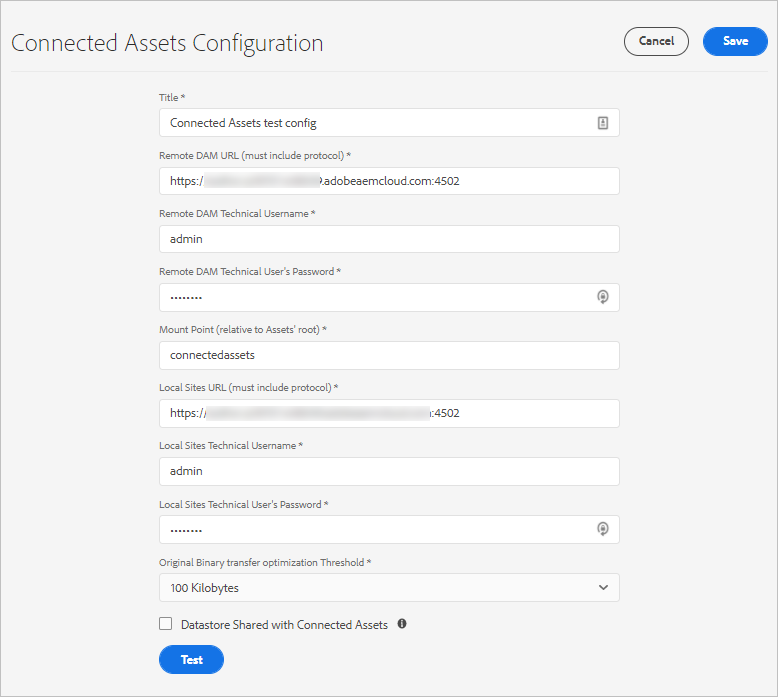 Connected Assets Configuration
Cancel
Save
Title *
Connected Assets test config
Remote DAM URL (must include protocol) *
https:/ .adobeaemcloud.com:4502
Remote DAM Technical Username *
admin
Remote DAM Technical User's Password *
••••••••
Mount Point (relative to Assets' root) *
connectedassets
Local Sites URL (must include protocol) *
https:/ :4502
Local Sites Technical Username *
admin
Local Sites Technical User's Password *
••••••••
Original Binary transfer optimization Threshold *
100 Kilobytes
Datastore Shared with Connected Assets
Test